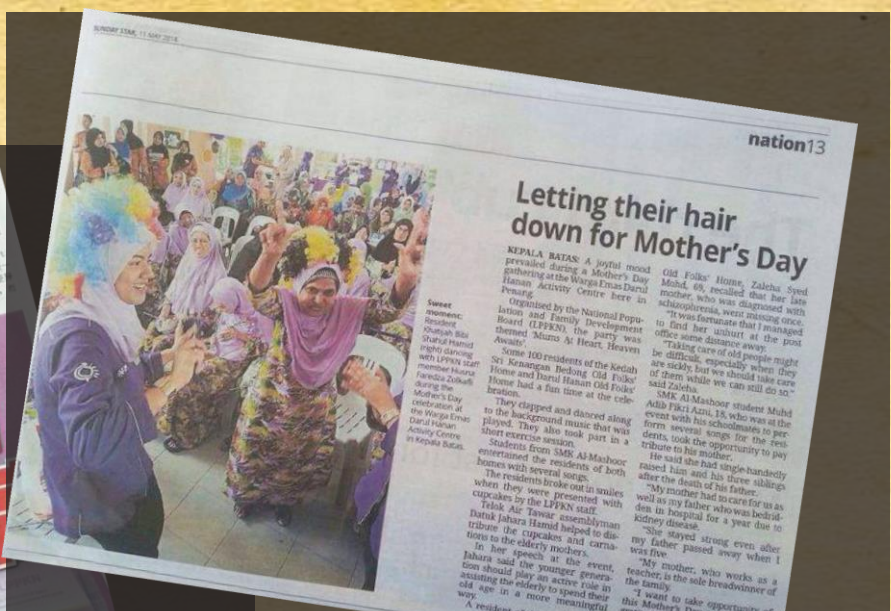 SUNDAY STAR, 11 MAY 2014
nation13
Letting their hair
down for Mother's Day
Sweet
moment:
Resident
Khatijah Bibi
Shahul Hamid
(right) dancing
with LPPKN staff
member Husna
Faredza Zulkafli
during the
Mother's Day
celebration at
the Warga Emas
Darul Hanan
Activity Centre
in Kepala Batas.
KEPALA BATAS: A joyful mood
prevailed during a Mother's Day
gathering at the Warga Emas Darul
Hanan Activity Centre here in
Penang.
Organised by the National Popu-
lation and Family Development
Board (LPPKN), the party was
themed 'Mums At Heart, Heaven
Awaits'.
Some 100 residents of the Kedah
Sri Kenangan Bedong Old Folks'
Home and Darul Hanan Old Folks'
Home had a fun time at the cele-
bration.
They clapped and danced along
to the background music that was
played. They also took part in a
short exercise session.
Students from SMK Al-Mashoor
entertained the residents of both
homes with several songs.
The residents broke out in smiles
when they were presented with
cupcakes by the LPPKN staff.
Telok Air Tawar assemblyman
Datuk Jahara Hamid helped to dis-
tribute the cupcakes and carna-
tions to the elderly mothers.
In her speech at the event,
Jahara said the younger genera-
tion should play an active role in
assisting the elderly to spend their
old age in a more meaningful
way.
A resident of
Old Folks' Home, Zaleha Syed
Mohd, 69, recalled that her late
mother, who was diagnosed with
schizophrenia, went missing once.
"It was fortunate that I managed
to find her unhurt at the post
office some distance away.
"Taking care of old people might
be difficult, especially when they
are sickly, but we should take care
of them while we can still do so,"
said Zaleha.
SMK Al-Mashoor student Muhd
Adib Fikri Azni, 18, who was at the
event with his schoolmates to per-
form several songs for the resi-
dents, took the opportunity to pay
tribute to his mother.
He said she had single-handedly
raised him and his three siblings
after the death of his father.
"My mother had to care for us as
well as my father who was bedrid-
den in hospital for a year due to
kidney disease.
"She stayed strong even after
my father passed away when I
was five.
"My mother, who works as a
teacher, is the sole breadwinner of
the family.
"I want to take opportunity
this Mother's Day